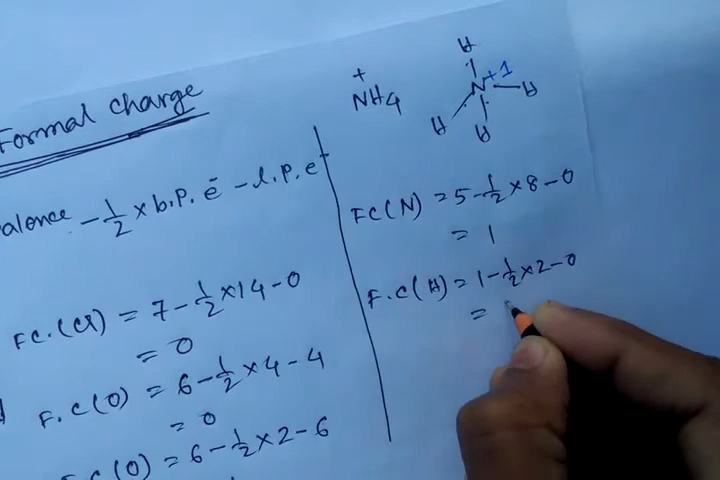 Formal Charge
alence - 1/2 × b.P. ē - l.P.e⁻
FC.(Cl) = 7 - 1/2 × 14 - 0
= 0
F.C(O) = 6 - 1/2 × 4 - 4
= 0
F.C(O) = 6 - 1/2 × 2 - 6
+
NH4
H
N +1
H
H
H
FC(N) = 5 - 1/2 × 8 - 0
= 1
F.C(H) = 1 - 1/2 × 2 - 0
=